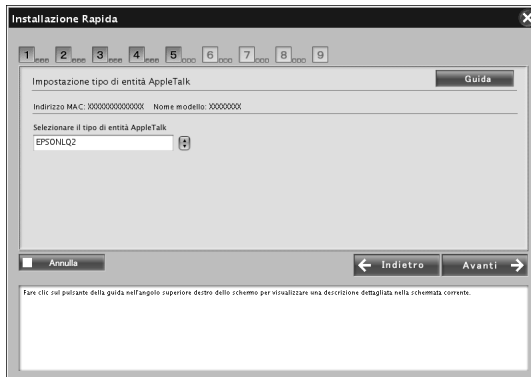 Installazione Rapida
1 2 3 4 5 6 7 8 9
Impostazione tipo di entità AppleTalk
Guida
Indirizzo MAC: XXXXXXXXXXXXXX Nome modello: XXXXXXXX
Selezionare il tipo di entità AppleTalk
EPSONLQ2
Annulla
Indietro
Avanti
Fare clic sul pulsante della guida nell'angolo superiore destro dello schermo per visualizzare una descrizione dettagliata nella schermata corrente.